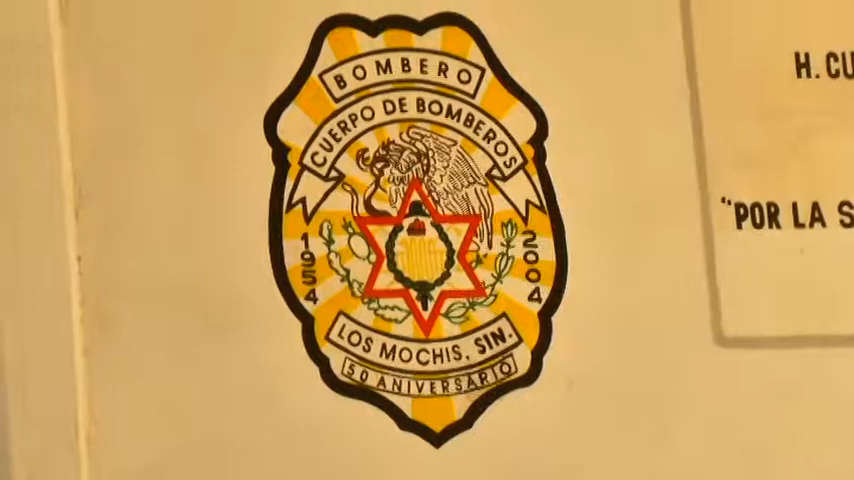 BOMBERO
CUERPO DE BOMBEROS
1954
2004
LOS MOCHIS, SIN.
50 ANIVERSARIO
H. CU
"POR LA S